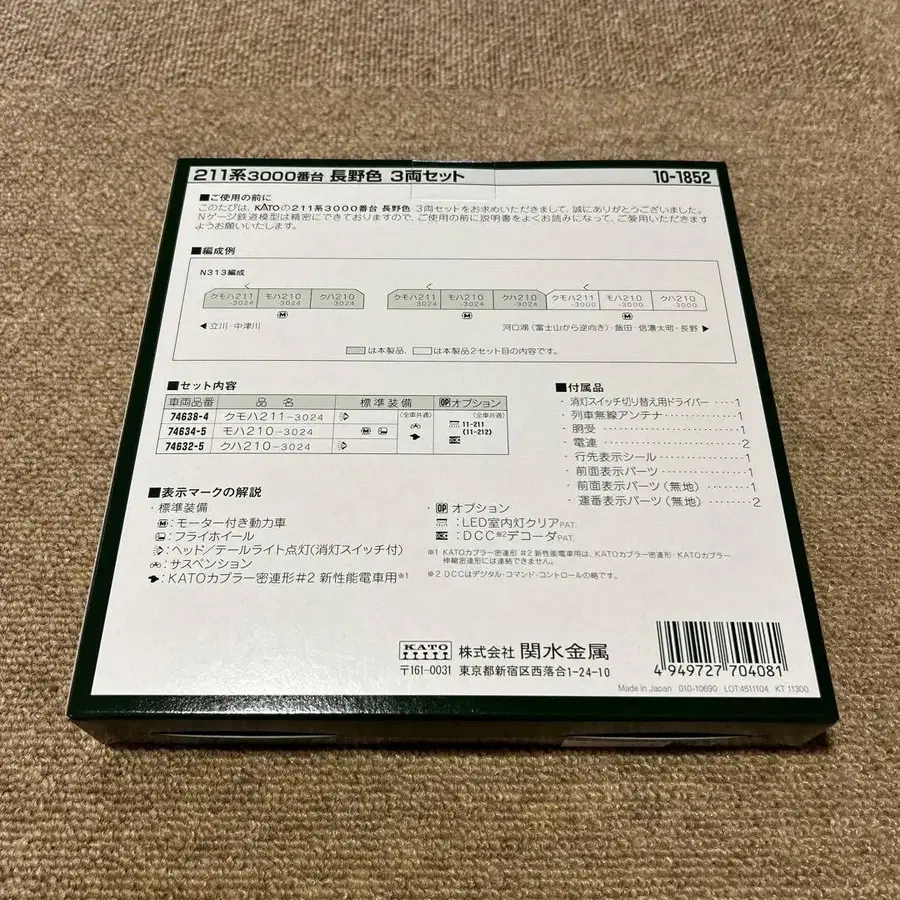 211系3000番台 長野色 3両セット 10-1852
■ご使用の前に
このたびは、KATOの211系3000番台 長野色 3両セットをお求めいただきまして、誠にありがとうございました。
Nゲージ鉄道模型は精密にできておりますので、ご使用の前に説明書をよくお読みになって、ご愛用いただきます
ようお願いいたします。
■編成例
N313編成
クモハ211-3024 モハ210-3024 クハ210-3024 クモハ211-3024 モハ210-3024 クハ210-3024 クモハ211-3000 モハ210-3000 クハ210-3000
M M M
◀立川・中津川 河口湖(富士山から逆向き)・飯田・信濃大町・長野▶
は本製品、 は本製品2セット目の内容です。
■セット内容
車両品番 品 名 標準装備 OPオプション
74638-4 クモハ211-3024 (全車共通) (全車共通)
74634-5 モハ210-3024 M 11-211 (11-212)
74632-5 クハ210-3024 DCC
■付属品
・消灯スイッチ切り替え用ドライバー……1
・列車無線アンテナ……1
・胴受……1
・電連……2
・行先表示シール……1
・前面表示パーツ……1
・前面表示パーツ(無地)……1
・運番表示パーツ(無地)……2
■表示マークの解説
・標準装備
M:モーター付き動力車
:フライホイール
:ヘッド/テールライト点灯(消灯スイッチ付)
:サスペンション
:KATOカプラー密連形#2 新性能電車用※1
・OPオプション
:LED室内灯クリアPAT.
DCC:DCC※2デコーダPAT.
※1 KATOカプラー密連形#2 新性能電車用は、KATOカプラー密連形・KATOカプラー
伸縮密連形には連結できません。
※2 DCCはデジタル・コマンド・コントロールの略です。
KATO 株式会社 関水金属
〒161-0031 東京都新宿区西落合1-24-10
4 949727 704081
Made in Japan 010-10690 LOT:4511104 KT 11300